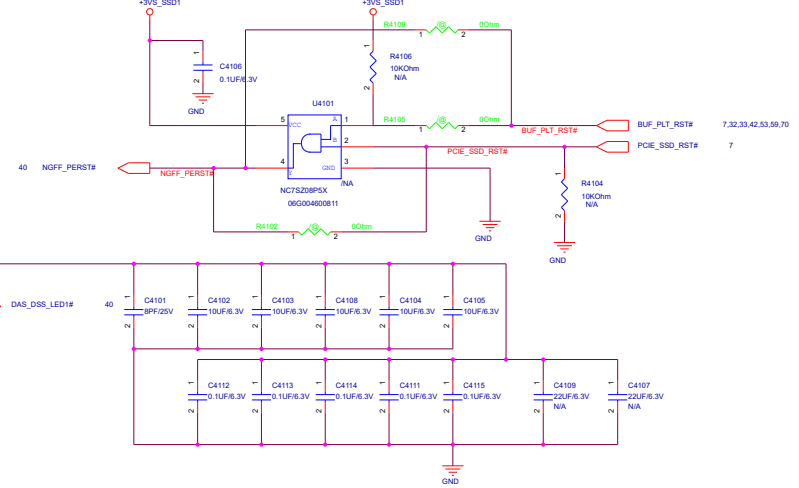 +3VS_SSD1
+3VS_SSD1
R4109
/@
0Ohm
1
2
R4106
10KOhm
N/A
1
2
C4106
0.1UF/6.3V
1
2
GND
U4101
R4105
/@
0Ohm
1
2
5
VCC
A
1
B
2
4
Y
GND
3
BUF_PLT_RST#
BUF_PLT_RST#
7,32,33,42,53,59,70
PCIE_SSD_RST#
PCIE_SSD_RST#
7
40
NGFF_PERST#
NGFF_PERST#
/NA
NC7SZ08P5X
06G004600811
R4104
10KOhm
N/A
1
2
R4102
/@
0Ohm
1
2
GND
GND
DAS_DSS_LED1#
40
1
2
C4101
8PF/25V
1
2
C4102
10UF/6.3V
1
2
C4103
10UF/6.3V
1
2
C4108
10UF/6.3V
1
2
C4104
10UF/6.3V
1
2
C4105
10UF/6.3V
1
2
C4112
0.1UF/6.3V
1
2
C4113
0.1UF/6.3V
1
2
C4114
0.1UF/6.3V
1
2
C4111
0.1UF/6.3V
1
2
C4115
0.1UF/6.3V
1
2
C4109
22UF/6.3V
N/A
1
2
C4107
22UF/6.3V
N/A
GND